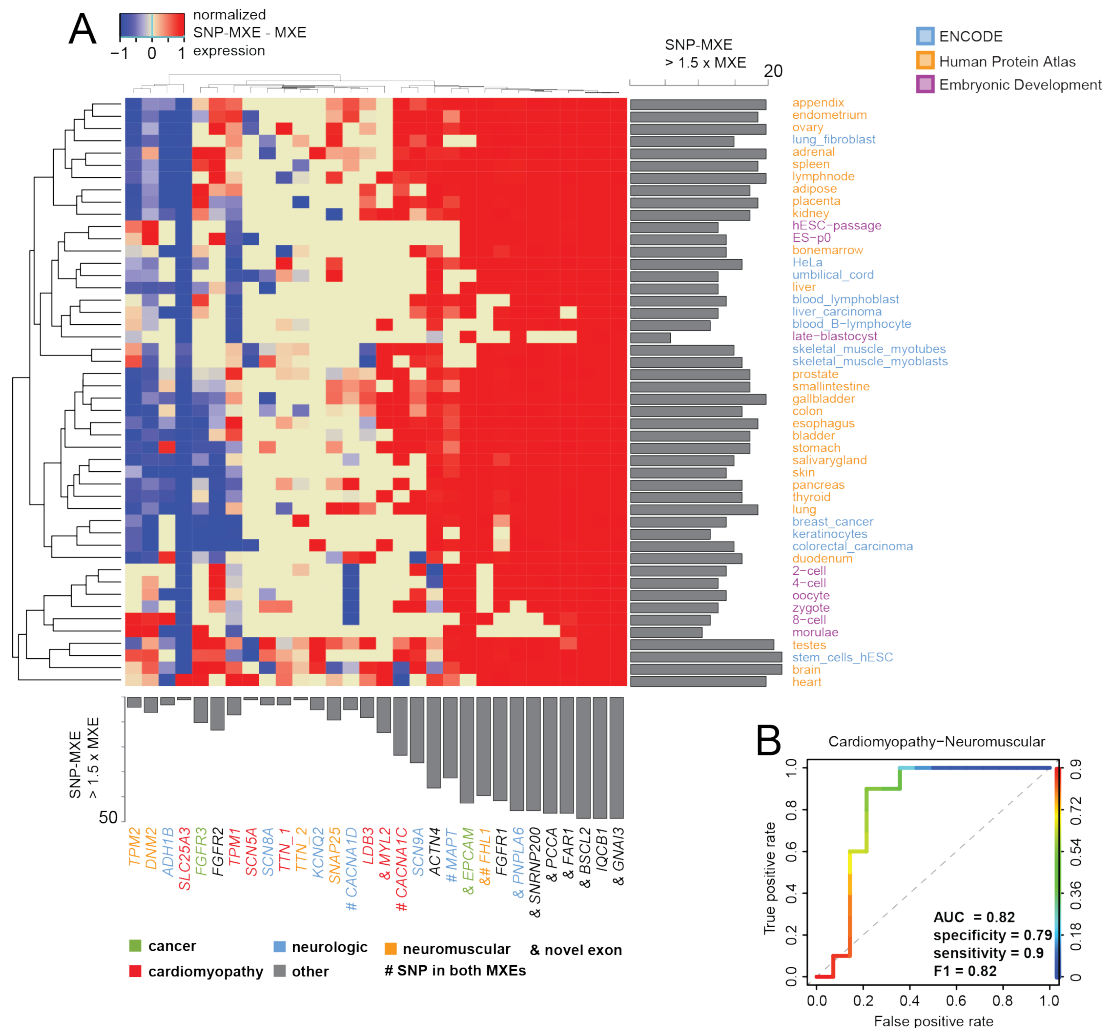 A
normalized
SNP-MXE - MXE
expression
−1 0 1
SNP-MXE
> 1.5 x MXE
20
ENCODE
Human Protein Atlas
Embryonic Development
appendix
endometrium
ovary
lung_fibroblast
adrenal
spleen
lymphnode
adipose
placenta
kidney
hESC-passage
ES-p0
bonemarrow
HeLa
umbilical_cord
liver
blood_lymphoblast
liver_carcinoma
blood_B-lymphocyte
late-blastocyst
skeletal_muscle_myotubes
skeletal_muscle_myoblasts
prostate
smallintestine
gallbladder
colon
esophagus
bladder
stomach
salivarygland
skin
pancreas
thyroid
lung
breast_cancer
keratinocytes
colorectal_carcinoma
duodenum
2-cell
4-cell
oocyte
zygote
8-cell
morulae
testes
stem_cells_hESC
brain
heart
SNP-MXE
> 1.5 x MXE
50
TPM2
DNM2
ADH1B
SLC25A3
FGFR3
FGFR2
TPM1
SCN5A
SCN8A
TTN_1
TTN_2
KCNQ2
SNAP25
# CACNA1D
LDB3
& MYL2
# CACNA1C
SCN9A
ACTN4
# MAPT
& EPCAM
&# FHL1
FGFR1
& PNPLA6
& SNRNP200
& PCCA
& FAR1
& BSCL2
IQCB1
& GNAI3
cancer
neurologic
neuromuscular
& novel exon
cardiomyopathy
other
# SNP in both MXEs
B
Cardiomyopathy−Neuromuscular
True positive rate
0.0 0.2 0.4 0.6 0.8 1.0
0 0.18 0.36 0.54 0.72 0.9
AUC = 0.82
specificity = 0.79
sensitivity = 0.9
F1 = 0.82
0.0 0.2 0.4 0.6 0.8 1.0
False positive rate